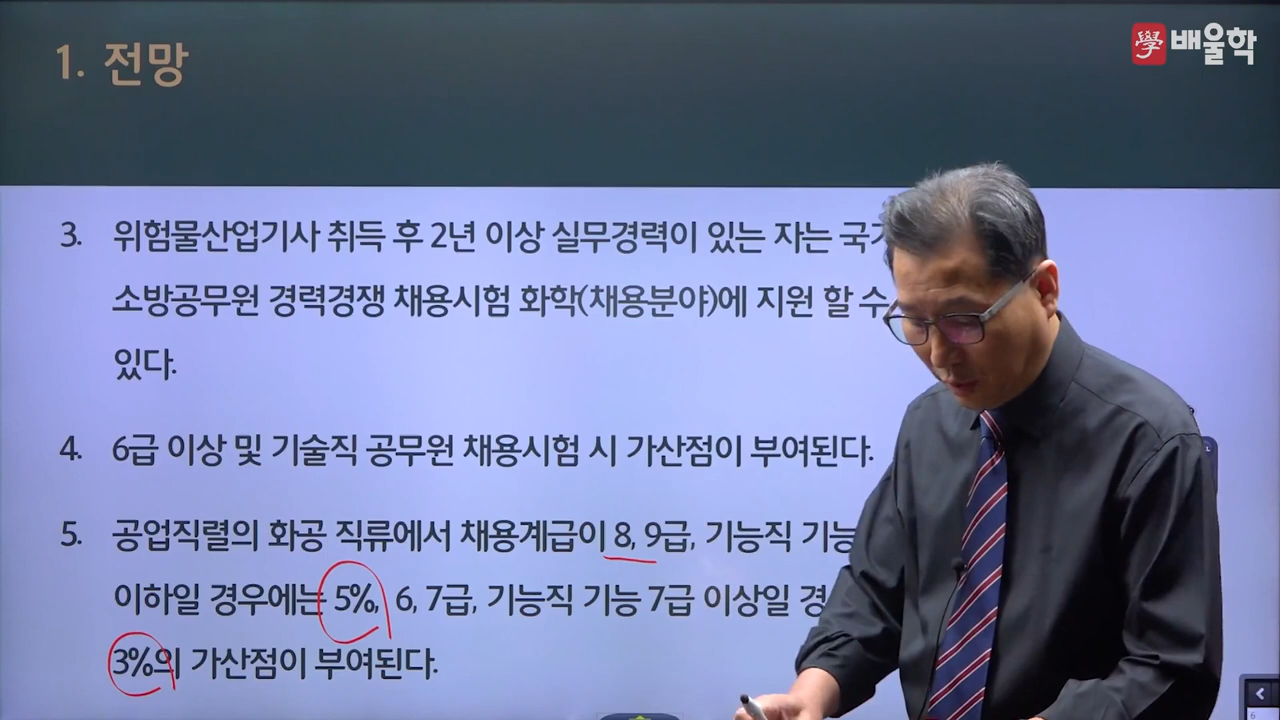 1. 전망
學 배울학
3. 위험물산업기사 취득 후 2년 이상 실무경력이 있는 자는
소방공무원 경력경쟁 채용시험 화학(채용분야)에 지원 할 수
있다.
4. 6급 이상 및 기술직 공무원 채용시험 시 가산점이 부여된다.
5. 공업직렬의 화공 직류에서 채용계급이 8, 9급, 기능직 기능
이하일 경우에는 5%, 6, 7급, 기능직 기능 7급 이상일
3%의 가산점이 부여된다.